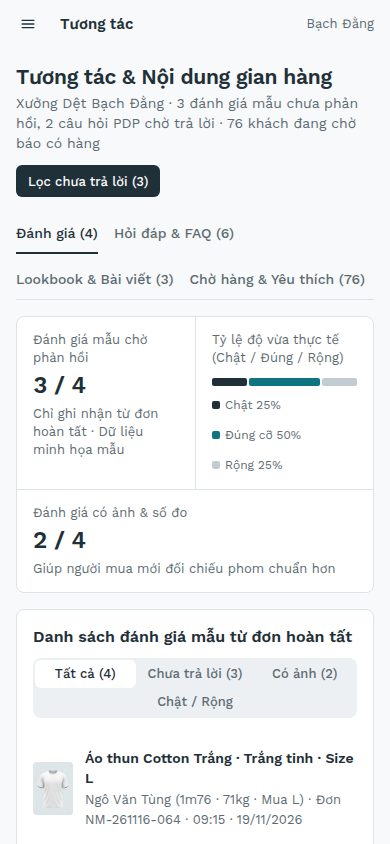 Tương tác
Bạch Đằng
Tương tác & Nội dung gian hàng
Xưởng Dệt Bạch Đằng · 3 đánh giá mẫu chưa phản
hồi, 2 câu hỏi PDP chờ trả lời · 76 khách đang chờ
báo có hàng
Lọc chưa trả lời (3)
Đánh giá (4)
Hỏi đáp & FAQ (6)
Lookbook & Bài viết (3)
Chờ hàng & Yêu thích (76)
Đánh giá mẫu chờ
phản hồi
3 / 4
Chỉ ghi nhận từ đơn
hoàn tất · Dữ liệu
minh họa mẫu
Tỷ lệ độ vừa thực tế
(Chật / Đúng / Rộng)
Chật 25%
Đúng cỡ 50%
Rộng 25%
Đánh giá có ảnh & số đo
2 / 4
Giúp người mua mới đối chiếu phom chuẩn hơn
Danh sách đánh giá mẫu từ đơn hoàn tất
Tất cả (4)
Chưa trả lời (3)
Có ảnh (2)
Chật / Rộng
Áo thun Cotton Trắng · Trắng tinh · Size
L
Ngô Văn Tùng (1m76 · 71kg · Mua L) · Đơn
NM-261116-064 · 09:15 · 19/11/2026